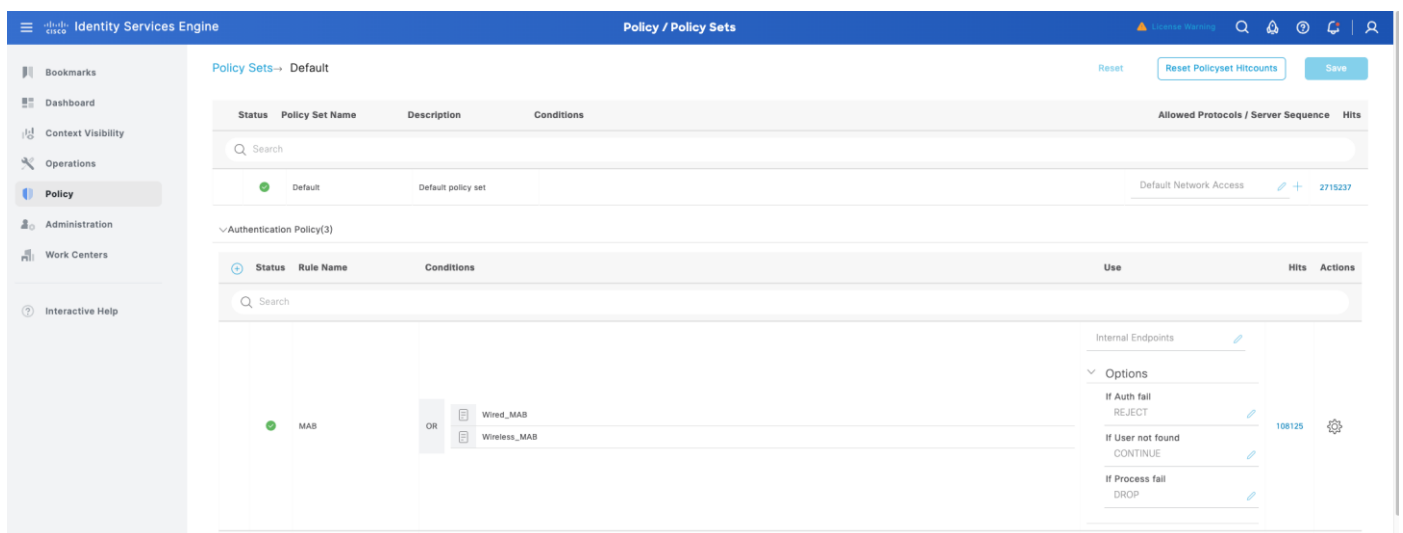 cisco Identity Services Engine
Policy / Policy Sets
License Warning
Bookmarks
Dashboard
Context Visibility
Operations
Policy
Administration
Work Centers
Interactive Help
Policy Sets→ Default
Reset
Reset Policyset Hitcounts
Save
Status Policy Set Name Description Conditions Allowed Protocols / Server Sequence Hits
Search
Default Default policy set Default Network Access 2715237
Authentication Policy(3)
Status Rule Name Conditions Use Hits Actions
Search
Internal Endpoints
Options
If Auth fail
REJECT
MAB OR Wired_MAB
Wireless_MAB
108125
If User not found
CONTINUE
If Process fail
DROP